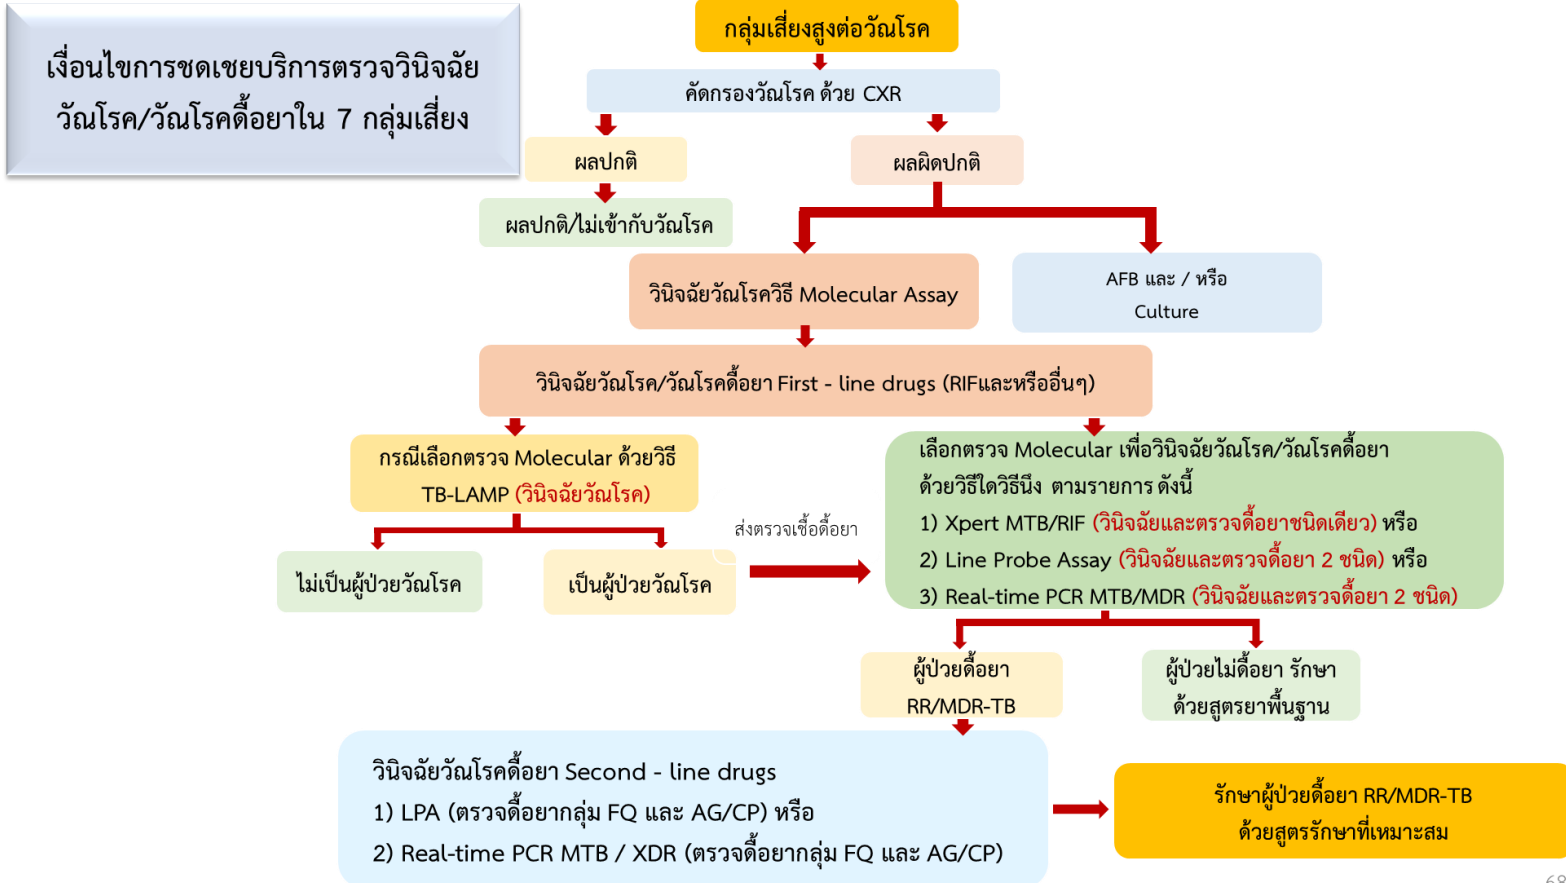 เงื่อนไขการชดเชยบริการตรวจวินิจฉัย
วัณโรค/วัณโรคดื้อยาใน 7 กลุ่มเสี่ยง
กลุ่มเสี่ยงสูงต่อวัณโรค
คัดกรองวัณโรค ด้วย CXR
ผลปกติ
ผลผิดปกติ
ผลปกติ/ไม่เข้ากับวัณโรค
วินิจฉัยวัณโรควิธี Molecular Assay
AFB และ / หรือ
Culture
วินิจฉัยวัณโรค/วัณโรคดื้อยา First - line drugs (RIFและหรืออื่นๆ)
กรณีเลือกตรวจ Molecular ด้วยวิธี
TB-LAMP (วินิจฉัยวัณโรค)
ไม่เป็นผู้ป่วยวัณโรค
เป็นผู้ป่วยวัณโรค
ส่งตรวจเชื้อดื้อยา
เลือกตรวจ Molecular เพื่อวินิจฉัยวัณโรค/วัณโรคดื้อยา
ด้วยวิธีใดวิธีนึง ตามรายการ ดังนี้
1) Xpert MTB/RIF (วินิจฉัยและตรวจดื้อยาชนิดเดียว) หรือ
2) Line Probe Assay (วินิจฉัยและตรวจดื้อยา 2 ชนิด) หรือ
3) Real-time PCR MTB/MDR (วินิจฉัยและตรวจดื้อยา 2 ชนิด)
ผู้ป่วยดื้อยา
RR/MDR-TB
ผู้ป่วยไม่ดื้อยา รักษา
ด้วยสูตรยาพื้นฐาน
วินิจฉัยวัณโรคดื้อยา Second - line drugs
1) LPA (ตรวจดื้อยากลุ่ม FQ และ AG/CP) หรือ
2) Real-time PCR MTB / XDR (ตรวจดื้อยากลุ่ม FQ และ AG/CP)
รักษาผู้ป่วยดื้อยา RR/MDR-TB
ด้วยสูตรรักษาที่เหมาะสม
68